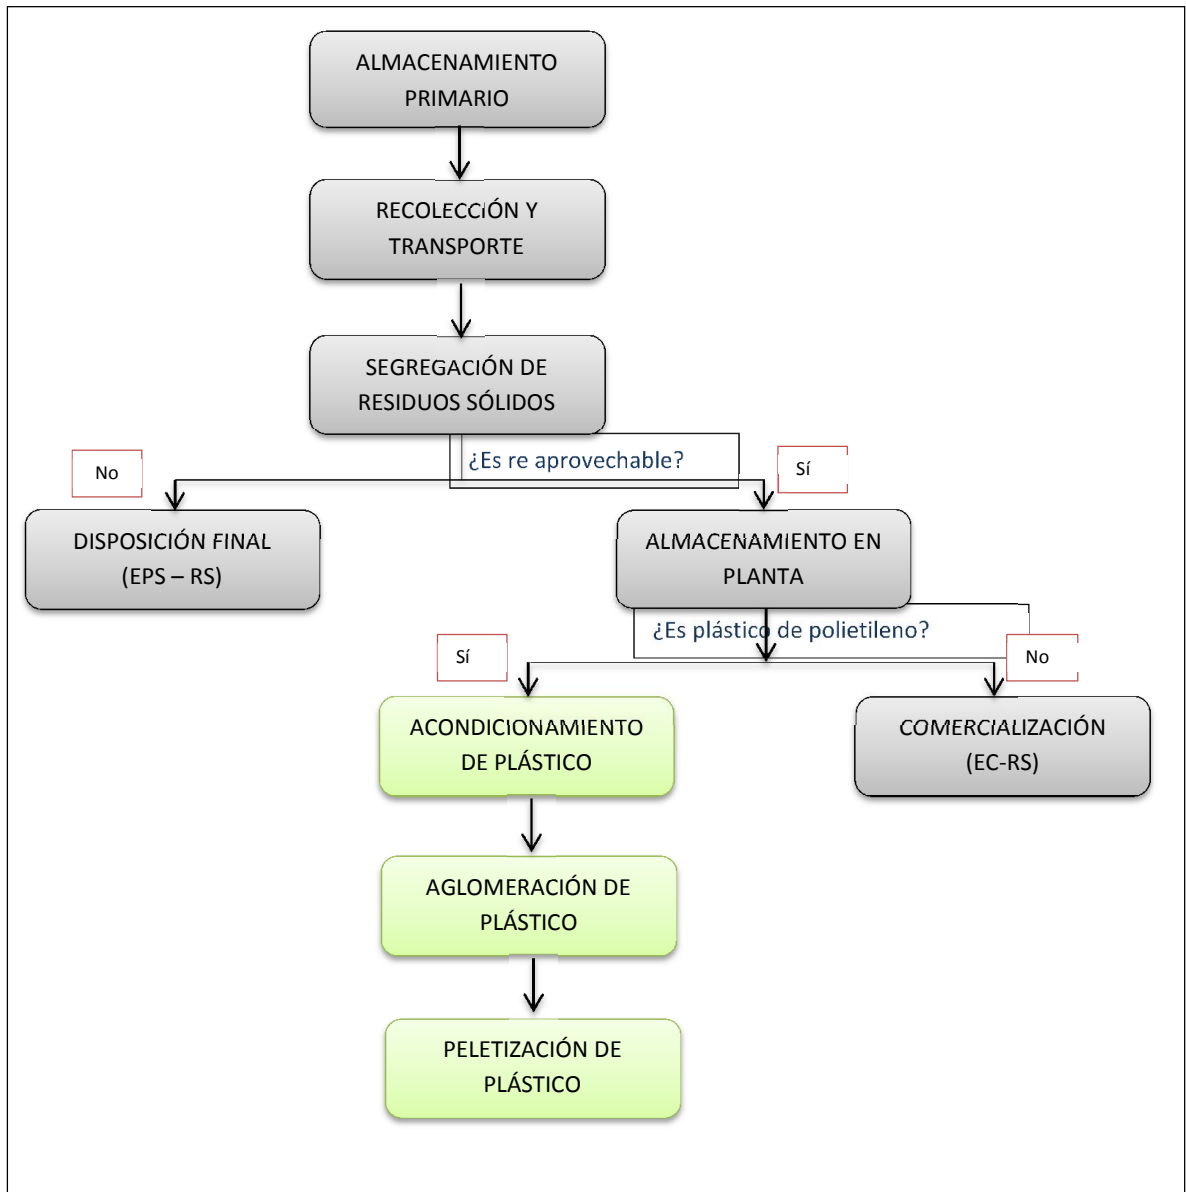 ALMACENAMIENTO
PRIMARIO
RECOLECCIÓN Y
TRANSPORTE
SEGREGACIÓN DE
RESIDUOS SÓLIDOS
¿Es re aprovechable?
No
Sí
DISPOSICIÓN FINAL
(EPS – RS)
ALMACENAMIENTO EN
PLANTA
¿Es plástico de polietileno?
Sí
No
ACONDICIONAMIENTO
DE PLÁSTICO
COMERCIALIZACIÓN
(EC-RS)
AGLOMERACIÓN DE
PLÁSTICO
PELETIZACIÓN DE
PLÁSTICO